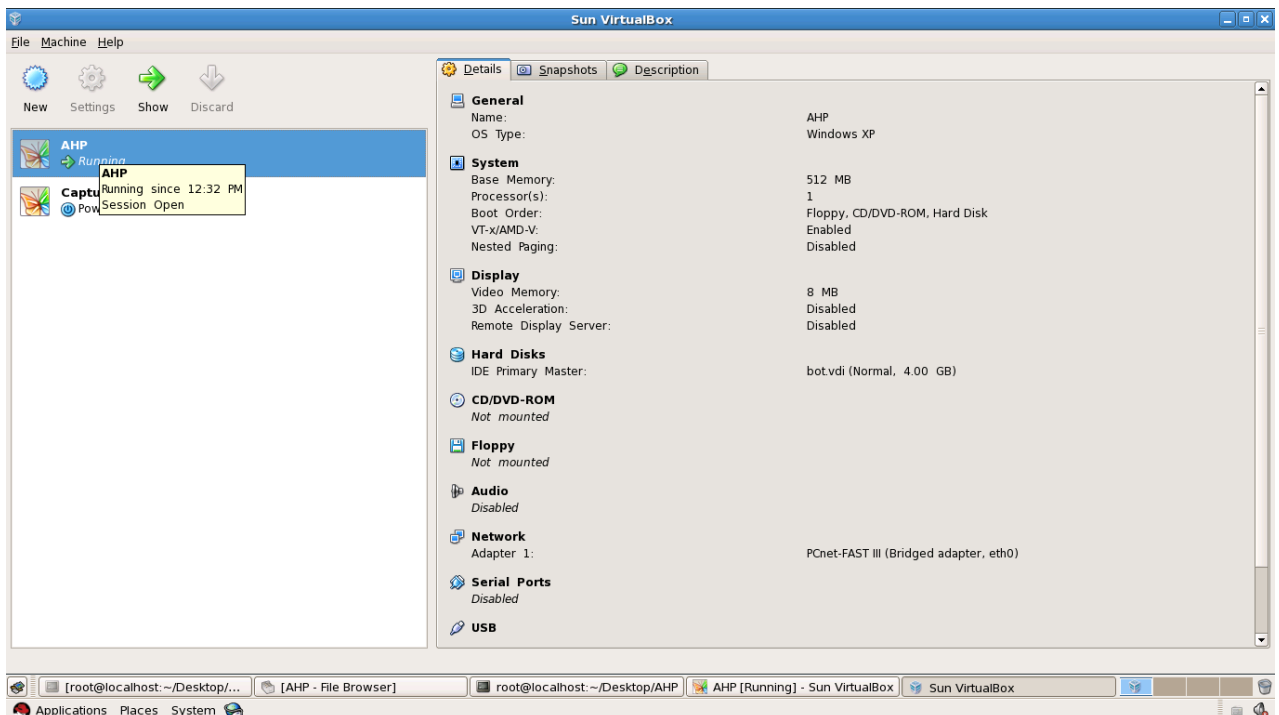 Sun VirtualBox
File Machine Help
New Settings Show Discard
AHP
Running
AHP
Running since 12:32 PM
Session Open
Details Snapshots Description
General
Name: AHP
OS Type: Windows XP
System
Base Memory: 512 MB
Processor(s): 1
Boot Order: Floppy, CD/DVD-ROM, Hard Disk
VT-x/AMD-V: Enabled
Nested Paging: Disabled
Display
Video Memory: 8 MB
3D Acceleration: Disabled
Remote Display Server: Disabled
Hard Disks
IDE Primary Master: bot.vdi (Normal, 4.00 GB)
CD/DVD-ROM
Not mounted
Floppy
Not mounted
Audio
Disabled
Network
Adapter 1: PCnet-FAST III (Bridged adapter, eth0)
Serial Ports
Disabled
USB
[root@localhost:~/Desktop/... [AHP - File Browser] root@localhost:~/Desktop/AHP AHP [Running] - Sun VirtualBox Sun VirtualBox
Applications Places System